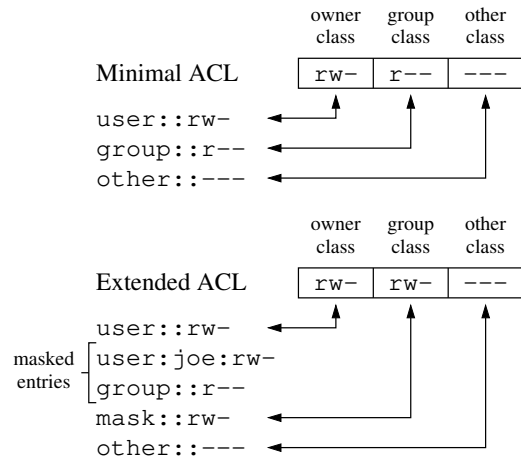 owner group other
class class class
Minimal ACL rw- r-- ---
user::rw-
group::r--
other::---
owner group other
class class class
Extended ACL rw- rw- ---
user::rw-
masked entries
user:joe:rw-
group::r--
mask::rw-
other::---